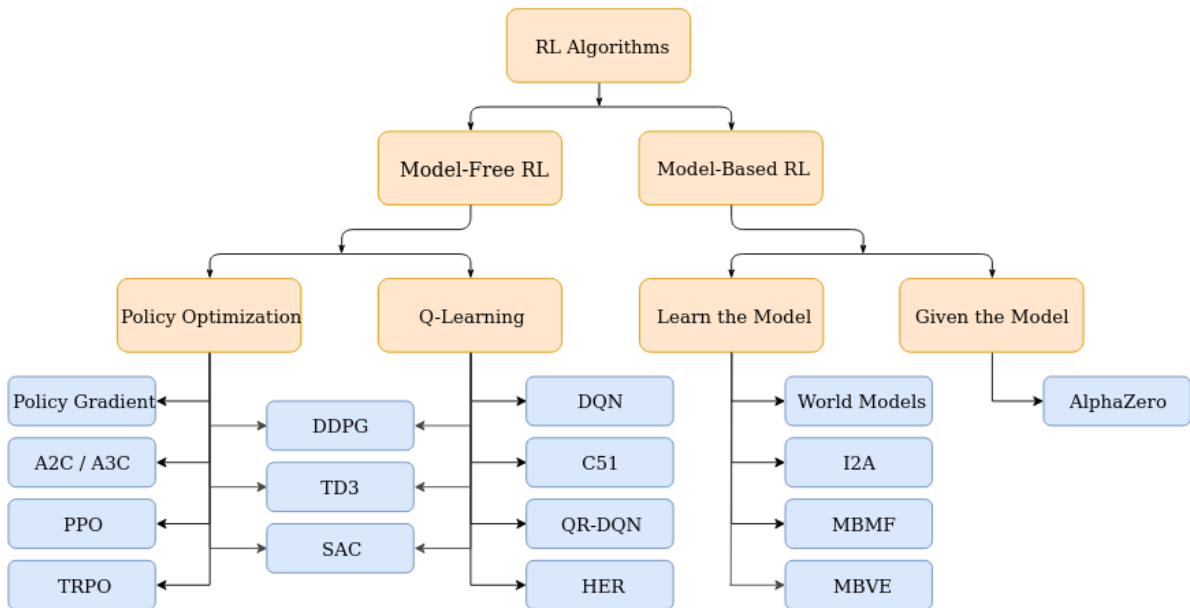 RL Algorithms
Model-Free RL
Model-Based RL
Policy Optimization
Q-Learning
Learn the Model
Given the Model
Policy Gradient
DQN
World Models
AlphaZero
DDPG
A2C / A3C
C51
I2A
TD3
PPO
QR-DQN
MBMF
SAC
TRPO
HER
MBVE